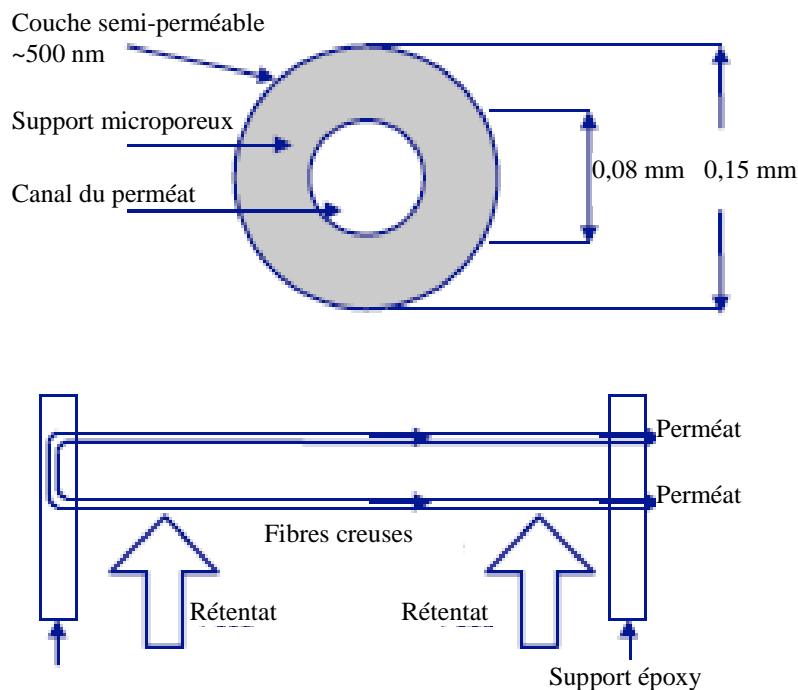 Couche semi-perméable
~500 nm
Support microporeux
Canal du perméat
0,08 mm
0,15 mm
Perméat
Perméat
Fibres creuses
Rétentat
Rétentat
Support époxy